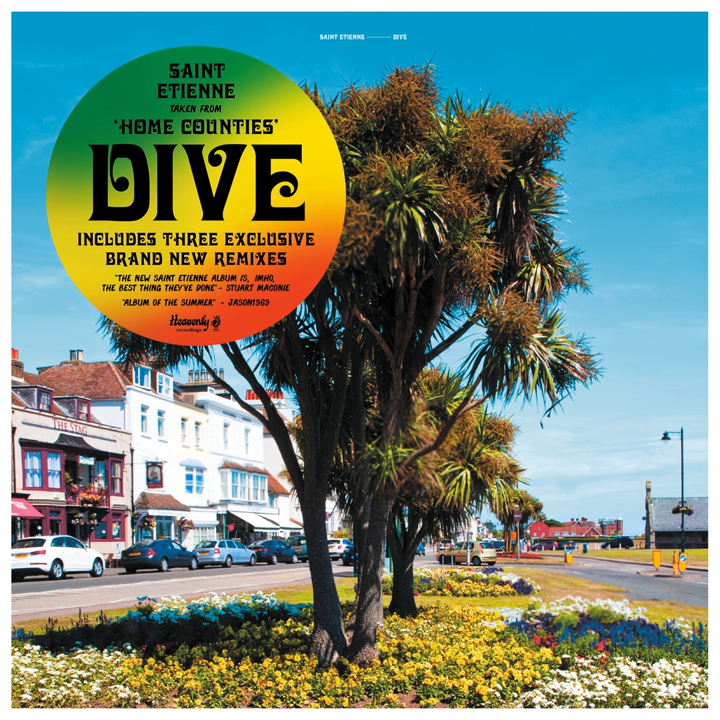 SAINT ETIENNE DIVE
SAINT
ETIENNE
TAKEN FROM
'HOME COUNTIES'
DIVE
INCLUDES THREE EXCLUSIVE
BRAND NEW REMIXES
"THE NEW SAINT ETIENNE ALBUM IS, IMHO,
THE BEST THING THEY'VE DONE" - STUART MACONIE
"ALBUM OF THE SUMMER" - JASON1969
Heavenly
recordings
THE STAG